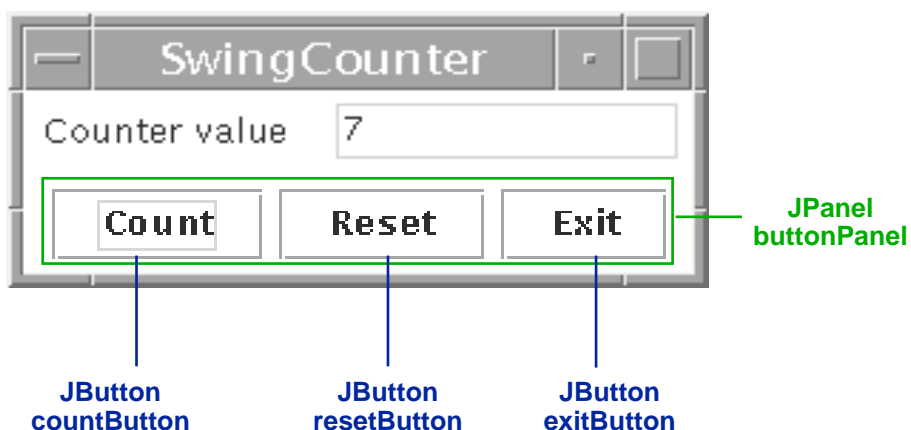 SwingCounter
Counter value 7
Count Reset Exit
JPanel
buttonPanel
JButton
countButton
JButton
resetButton
JButton
exitButton